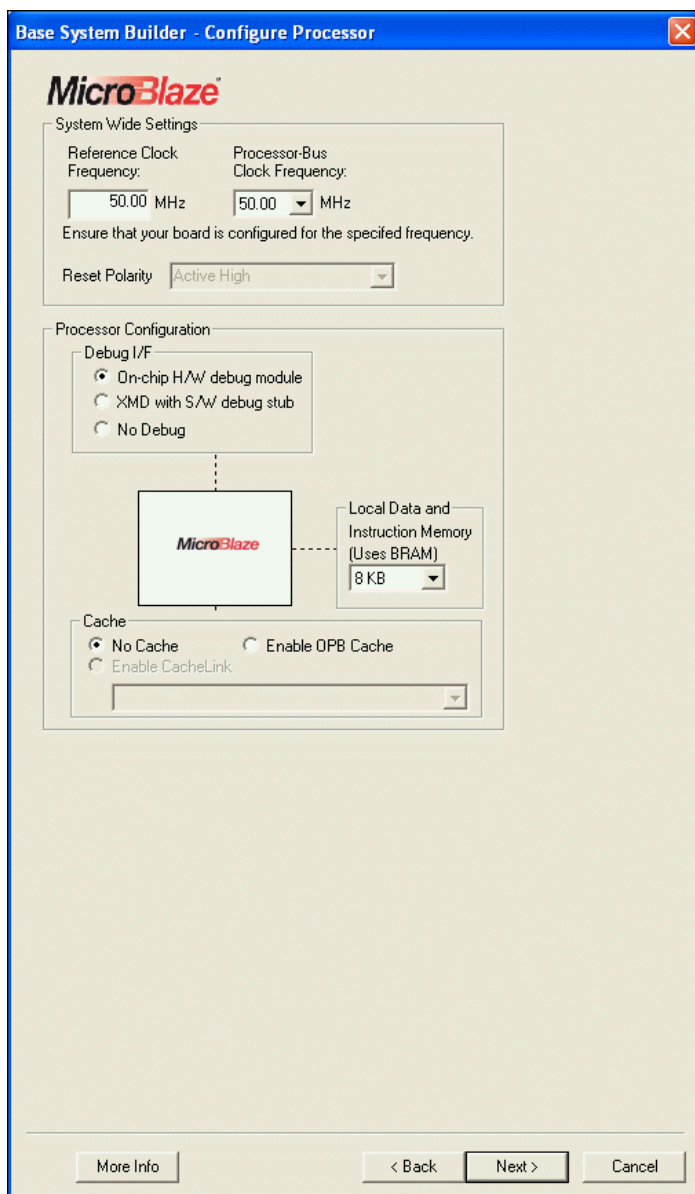 Base System Builder - Configure Processor
MicroBlaze™
System Wide Settings
Reference Clock Frequency:
Processor-Bus Clock Frequency:
50.00 MHz
50.00 MHz
Ensure that your board is configured for the specifed frequency.
Reset Polarity Active High
Processor Configuration
Debug I/F
On-chip H/W debug module
XMD with S/W debug stub
No Debug
MicroBlaze
Local Data and
Instruction Memory
(Uses BRAM)
8 KB
Cache
No Cache Enable OPB Cache
Enable CacheLink
More Info < Back Next > Cancel